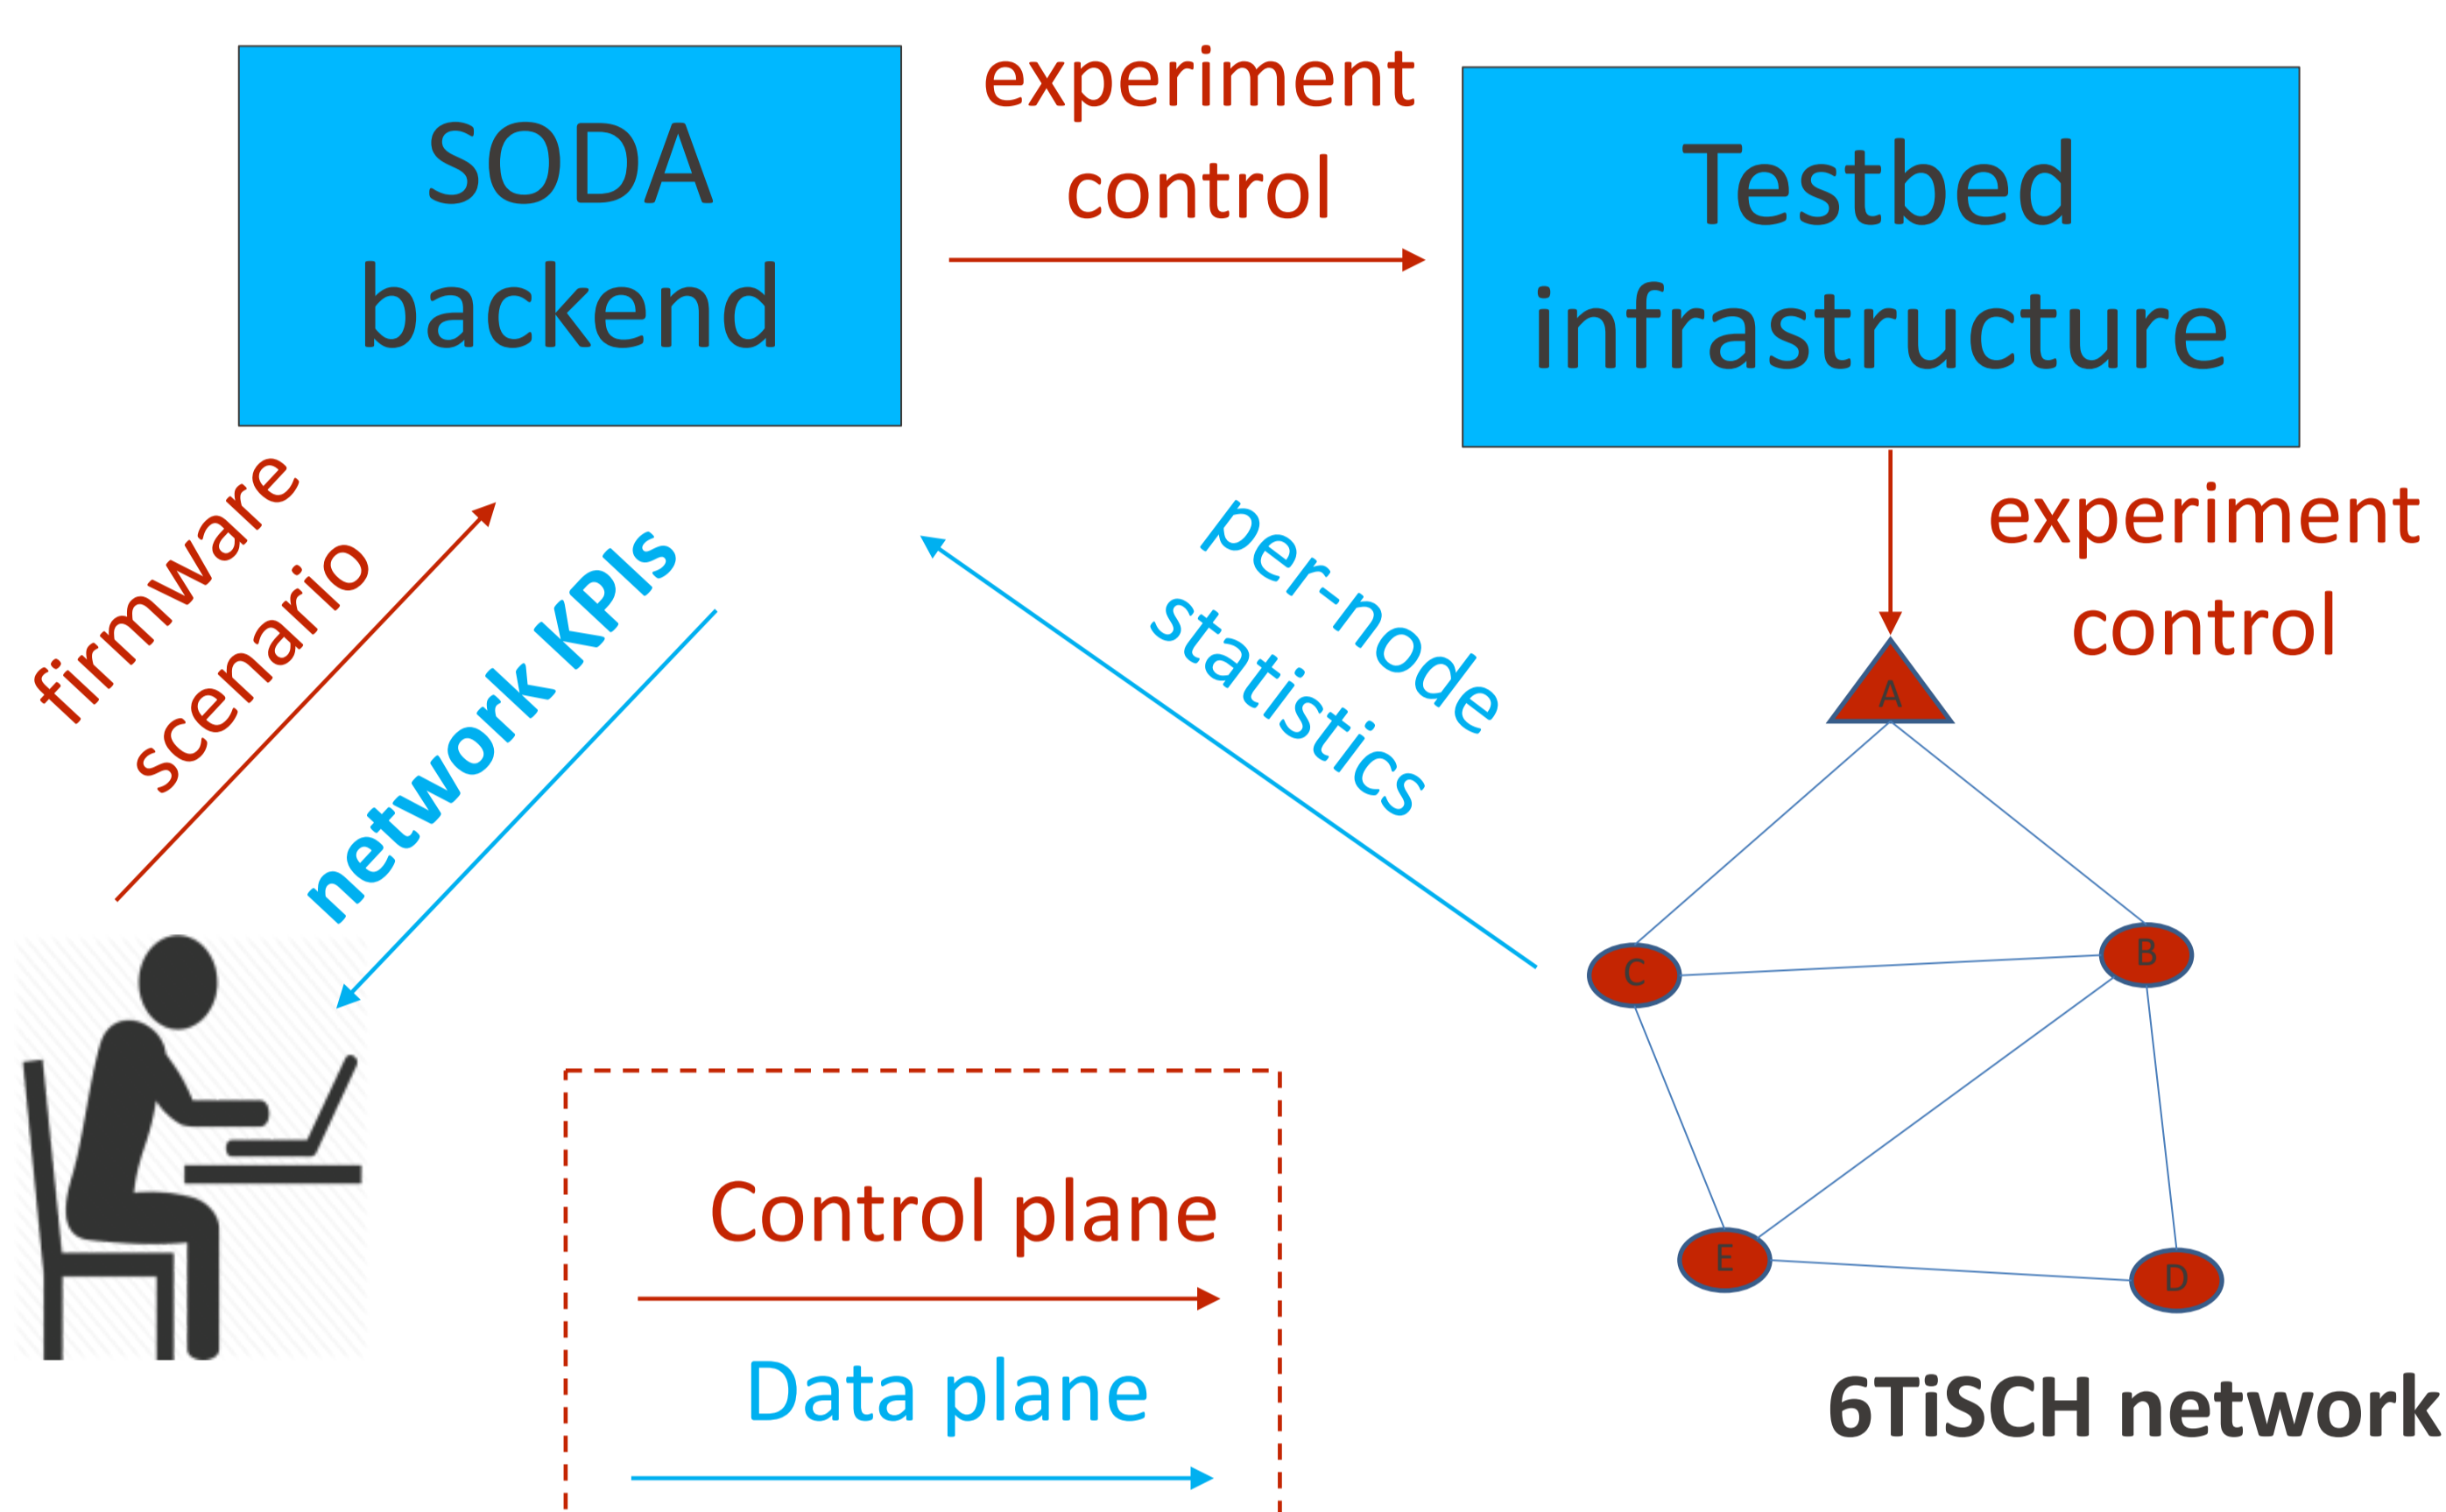 SODA
backend
experiment
control
Testbed
infrastructure
firmware
scenario
network KPIs
per-node
statistics
experiment
control
A
B
C
E
D
Control plane
Data plane
6TiSCH network